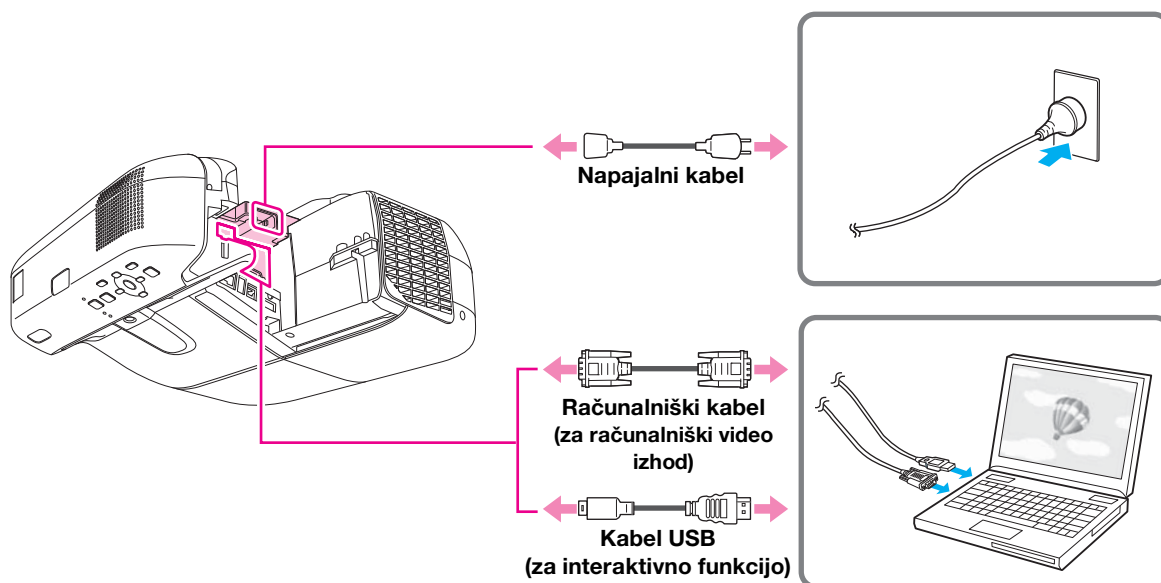 Napajalni kabel
Računalniški kabel
(za računalniški video
izhod)
Kabel USB
(za interaktivno funkcijo)